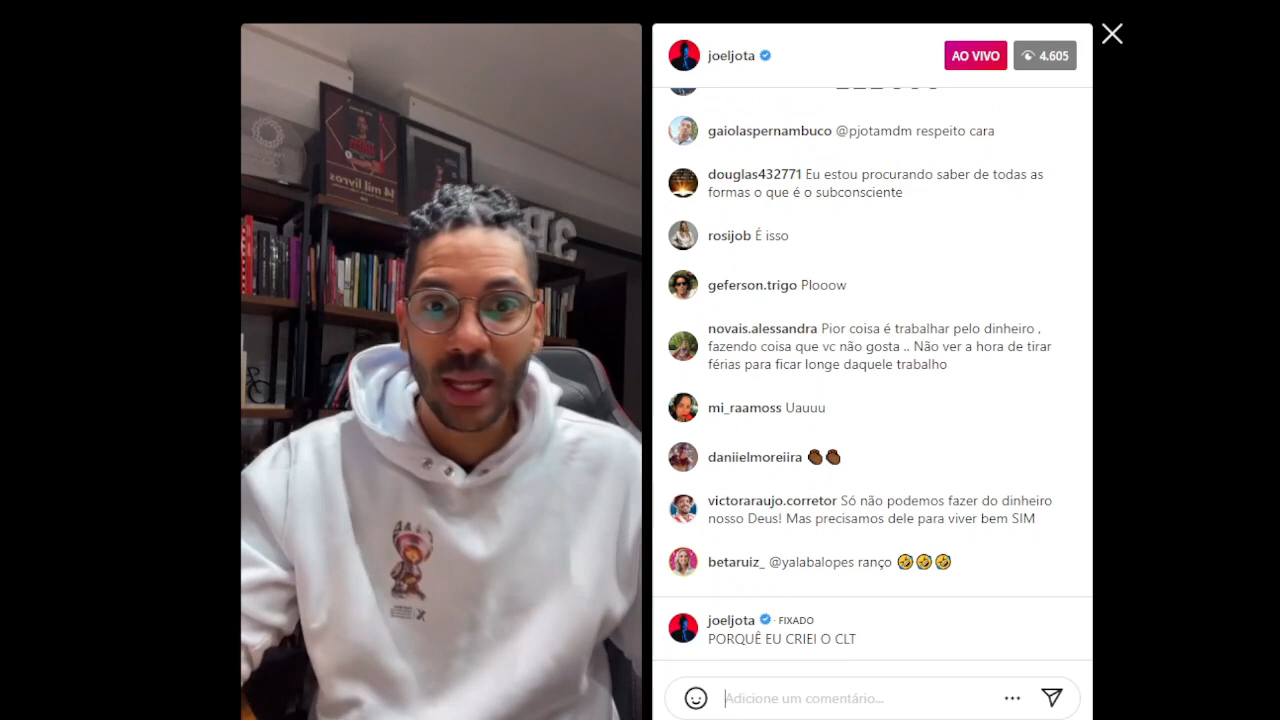 joeljota
AO VIVO
4.605
gaiolaspernambuco @pjotamdm respeito cara
douglas432771 Eu estou procurando saber de todas as
formas o que é o subconsciente
rosijob É isso
geferson.trigo Plooow
novais.alessandra Pior coisa é trabalhar pelo dinheiro ,
fazendo coisa que vc não gosta .. Não ver a hora de tirar
férias para ficar longe daquele trabalho
mi_raamoss Uauuu
daniielmoreiira 👏🏾👏🏾
victoraraujo.corretor Só não podemos fazer do dinheiro
nosso Deus! Mas precisamos dele para viver bem SIM
betaruiz_ @yalabalopes ranço 🤣🤣🤣
joeljota · FIXADO
PORQUÊ EU CRIEI O CLT
Adicione um comentário...
14 mil livros